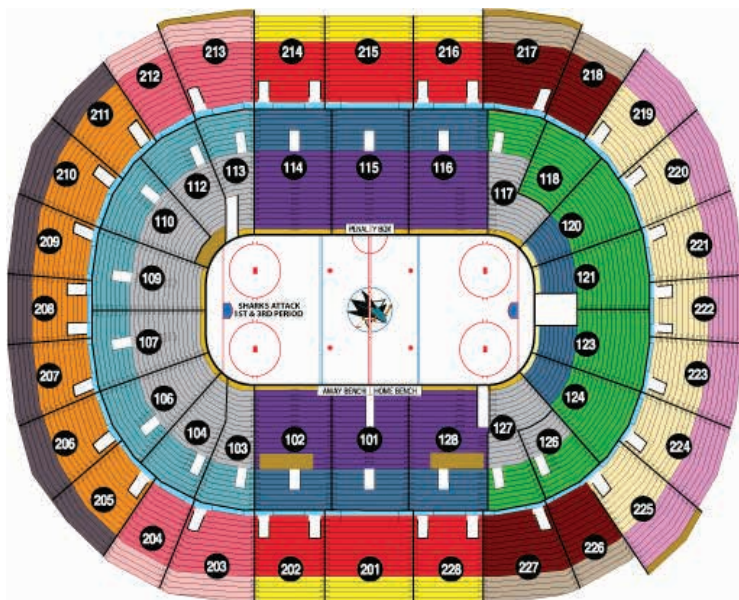 213 214 215 216 217
212 218
211 219
210 220
209 221
208 222
207 223
206 224
205 225
204 226
203 202 201 228 227
113 114 115 116 117
112 118
110 120
109 121
107 123
106 124
104 126
103 102 101 128 127
PENALTY BOX
SHARKS ATTACK
1ST & 3RD PERIOD
AWAY BENCH HOME BENCH